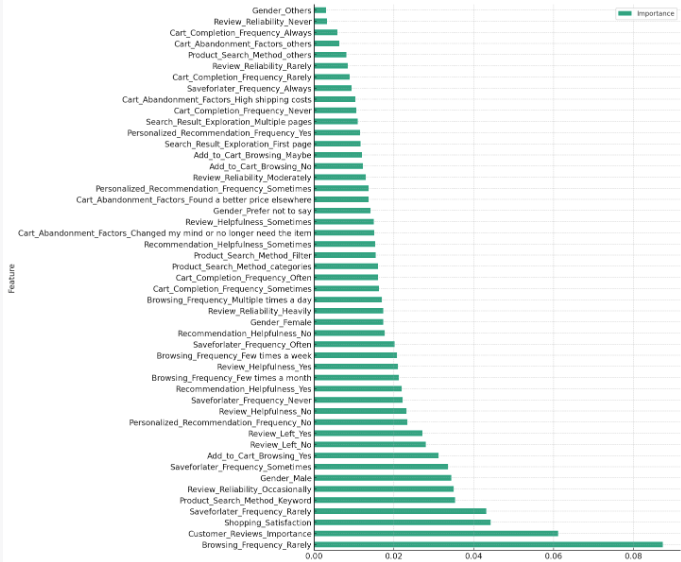 Gender_Others
Importance
Review_Reliability_Never
Cart_Completion_Frequency_Always
Cart_Abandonment_Factors_others
Product_Search_Method_others
Review_Reliability_Rarely
Cart_Completion_Frequency_Rarely
Saveforlater_Frequency_Always
Cart_Abandonment_Factors_High shipping costs
Cart_Completion_Frequency_Never
Search_Result_Exploration_Multiple pages
Personalized_Recommendation_Frequency_Yes
Search_Result_Exploration_First page
Add_to_Cart_Browsing_Maybe
Add_to_Cart_Browsing_No
Review_Reliability_Moderately
Personalized_Recommendation_Frequency_Sometimes
Cart_Abandonment_Factors_Found a better price elsewhere
Gender_Prefer not to say
Review_Helpfulness_Sometimes
Cart_Abandonment_Factors_Changed my mind or no longer need the item
Recommendation_Helpfulness_Sometimes
Product_Search_Method_Filter
Product_Search_Method_categories
Cart_Completion_Frequency_Often
Feature
Cart_Completion_Frequency_Sometimes
Browsing_Frequency_Multiple times a day
Review_Reliability_Heavily
Gender_Female
Recommendation_Helpfulness_No
Saveforlater_Frequency_Often
Browsing_Frequency_Few times a week
Review_Helpfulness_Yes
Browsing_Frequency_Few times a month
Recommendation_Helpfulness_Yes
Saveforlater_Frequency_Never
Review_Helpfulness_No
Personalized_Recommendation_Frequency_No
Review_Left_Yes
Review_Left_No
Add_to_Cart_Browsing_Yes
Saveforlater_Frequency_Sometimes
Gender_Male
Review_Reliability_Occasionally
Product_Search_Method_Keyword
Saveforlater_Frequency_Rarely
Shopping_Satisfaction
Customer_Reviews_Importance
Browsing_Frequency_Rarely
0.00 0.02 0.04 0.06 0.08